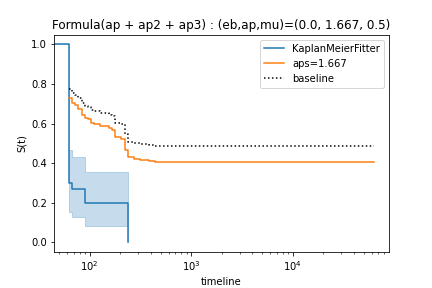 Formula(ap + ap2 + ap3) : (eb,ap,mu)=(0.0, 1.667, 0.5)
KaplanMeierFitter
aps=1.667
baseline
S(t)
1.0
0.8
0.6
0.4
0.2
0.0
10²
10³
10⁴
timeline